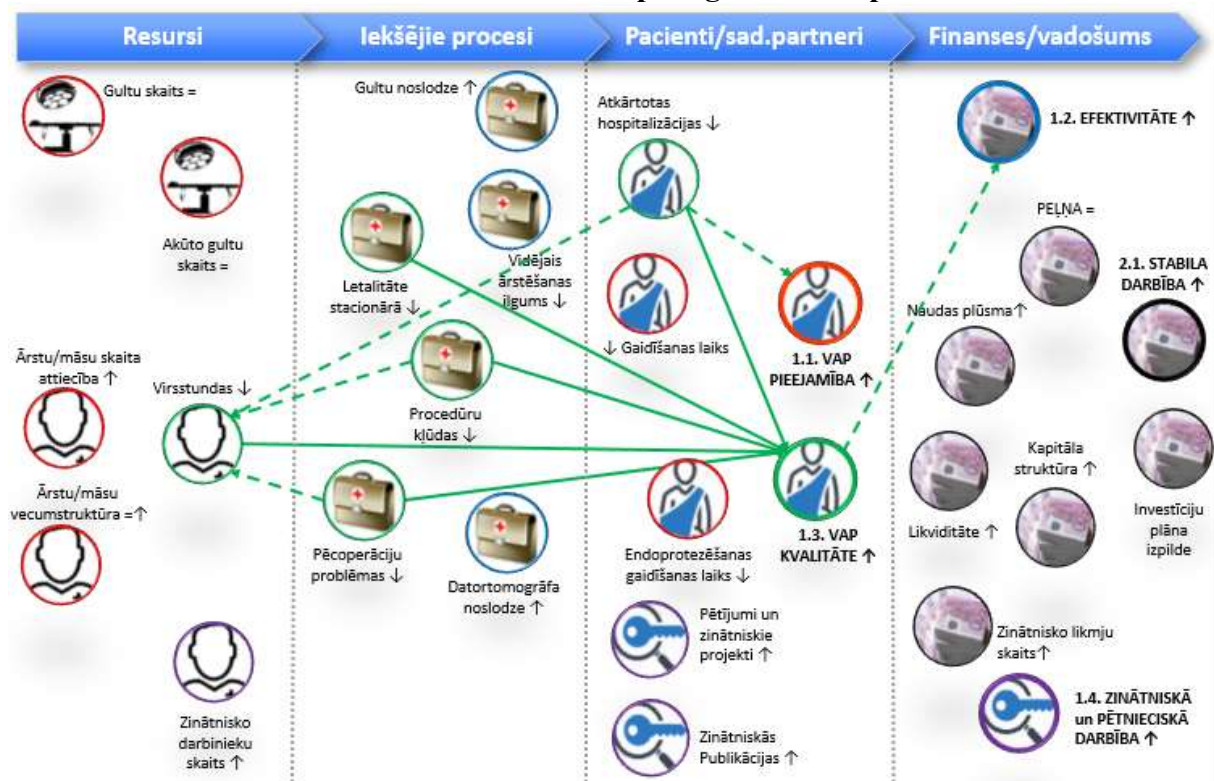 Resursi
Iekšējie procesi
Pacienti/sad.partneri
Finanses/vadošums
Gultu skaits =
Akūto gultu
skaits =
Ārstu/māsu skaita
attiecība ↑
Virsstundas ↓
Ārstu/māsu
vecumstruktūra =↑
Zinātnisko
darbinieku
skaits ↑
Gultu noslodze ↑
Letalitāte
stacionārā ↓
Vidējais
ārstēšanas
ilgums ↓
Procedūru
kļūdas ↓
Pēcoperāciju
problēmas ↓
Datortomogrāfa
noslodze ↑
Atkārtotas
hospitalizācijas ↓
↓ Gaidīšanas laiks
1.1. VAP
PIEEJAMĪBA ↑
Endoprotezēšanas
gaidīšanas laiks ↓
1.3. VAP
KVALITĀTE ↑
Pētījumi un
zinātniskie
projekti ↑
Zinātniskās
Publikācijas ↑
1.2. EFEKTIVITĀTE ↑
PEĻŅA =
2.1. STABILA
DARBĪBA ↑
Naudas plūsma↑
Kapitāla
struktūra ↑
Likviditāte ↑
Investīciju
plāna
izpilde
Zinātnisko likmju
skaits↑
1.4. ZINĀTNISKĀ
un PĒTNIECISKĀ
DARBĪBA ↑